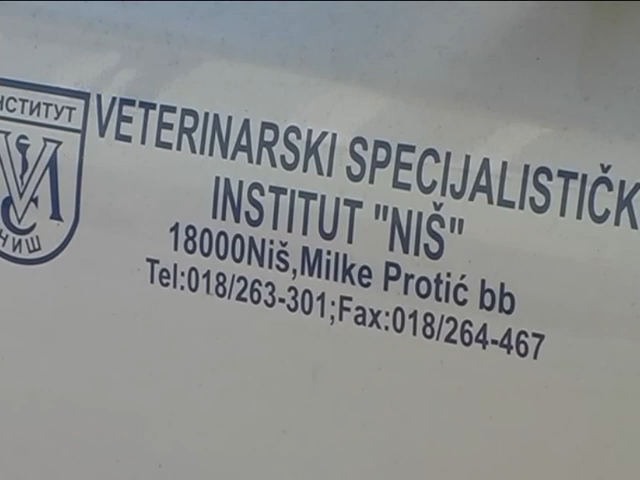 ИНСТИТУТ
НИШ
VETERINARSKI SPECIJALISTIČK
INSTITUT "NIŠ"
18000Niš,Milke Protić bb
Tel:018/263-301;Fax:018/264-467